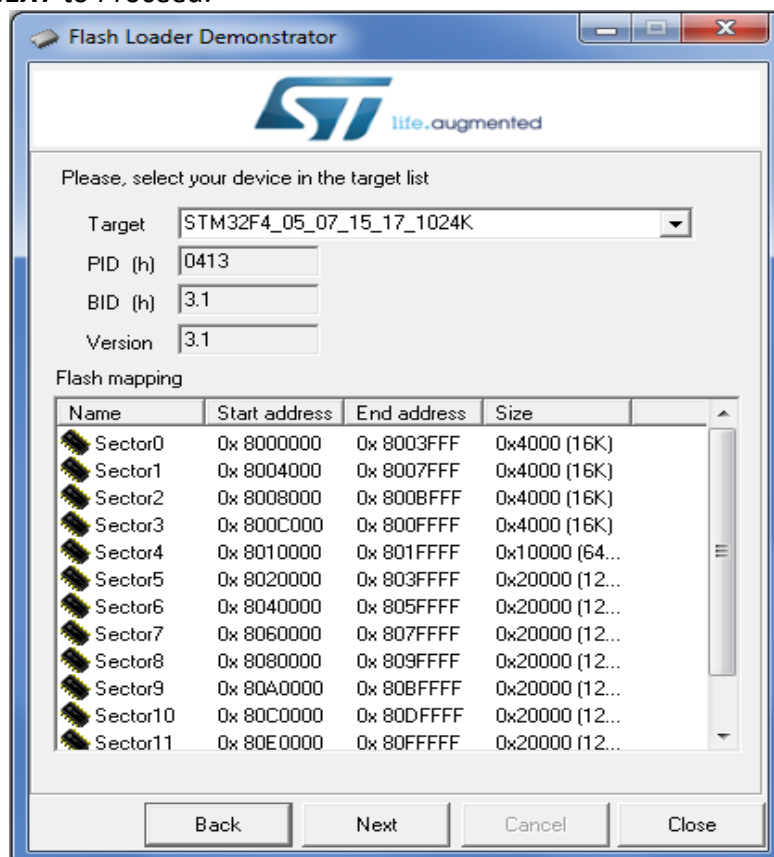 to Proceed.
Flash Loader Demonstrator
life.augmented
Please, select your device in the target list
Target STM32F4_05_07_15_17_1024K
PID (h) 0413
BID (h) 3.1
Version 3.1
Flash mapping
Name Start address End address Size
Sector0 0x 8000000 0x 8003FFF 0x4000 (16K)
Sector1 0x 8004000 0x 8007FFF 0x4000 (16K)
Sector2 0x 8008000 0x 800BFFF 0x4000 (16K)
Sector3 0x 800C000 0x 800FFFF 0x4000 (16K)
Sector4 0x 8010000 0x 801FFFF 0x10000 (64...
Sector5 0x 8020000 0x 803FFFF 0x20000 (12...
Sector6 0x 8040000 0x 805FFFF 0x20000 (12...
Sector7 0x 8060000 0x 807FFFF 0x20000 (12...
Sector8 0x 8080000 0x 809FFFF 0x20000 (12...
Sector9 0x 80A0000 0x 80BFFFF 0x20000 (12...
Sector10 0x 80C0000 0x 80DFFFF 0x20000 (12...
Sector11 0x 80E0000 0x 80FFFFF 0x20000 (12...
Back Next Cancel Close